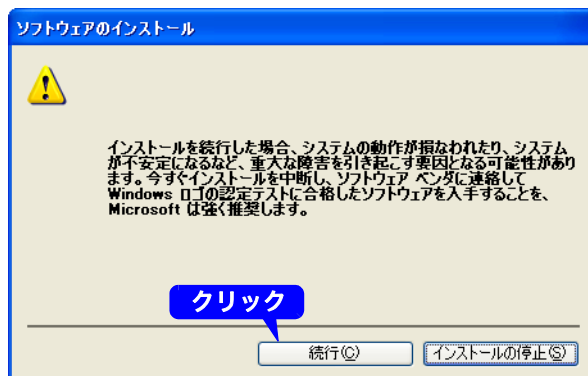 ソフトウェアのインストール
インストールを続行した場合、システムの動作が損なわれたり、システム
が不安定になるなど、重大な障害を引き起こす要因となる可能性があり
ます。今すぐインストールを中断し、ソフトウェア ベンダに連絡して
Windows ロゴの認定テストに合格したソフトウェアを入手することを、
Microsoft は強く推奨します。
クリック
続行(C)
インストールの停止(S)